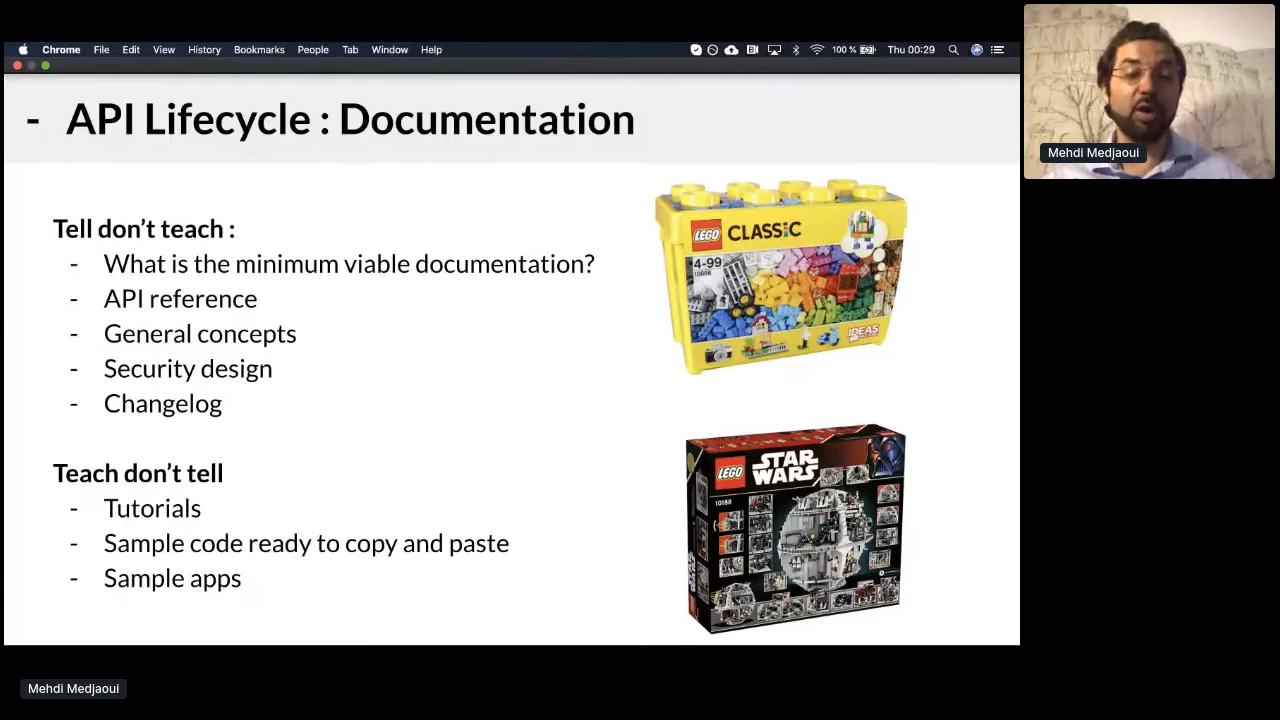 Chrome File Edit View History Bookmarks People Tab Window Help 100 % Thu 00:29
- API Lifecycle : Documentation
Tell don’t teach :
- What is the minimum viable documentation?
- API reference
- General concepts
- Security design
- Changelog
Teach don’t tell
- Tutorials
- Sample code ready to copy and paste
- Sample apps
LEGO CLASSIC
4-99
10698
IDEAS
LEGO STAR WARS
10188
Mehdi Medjaoui
Mehdi Medjaoui